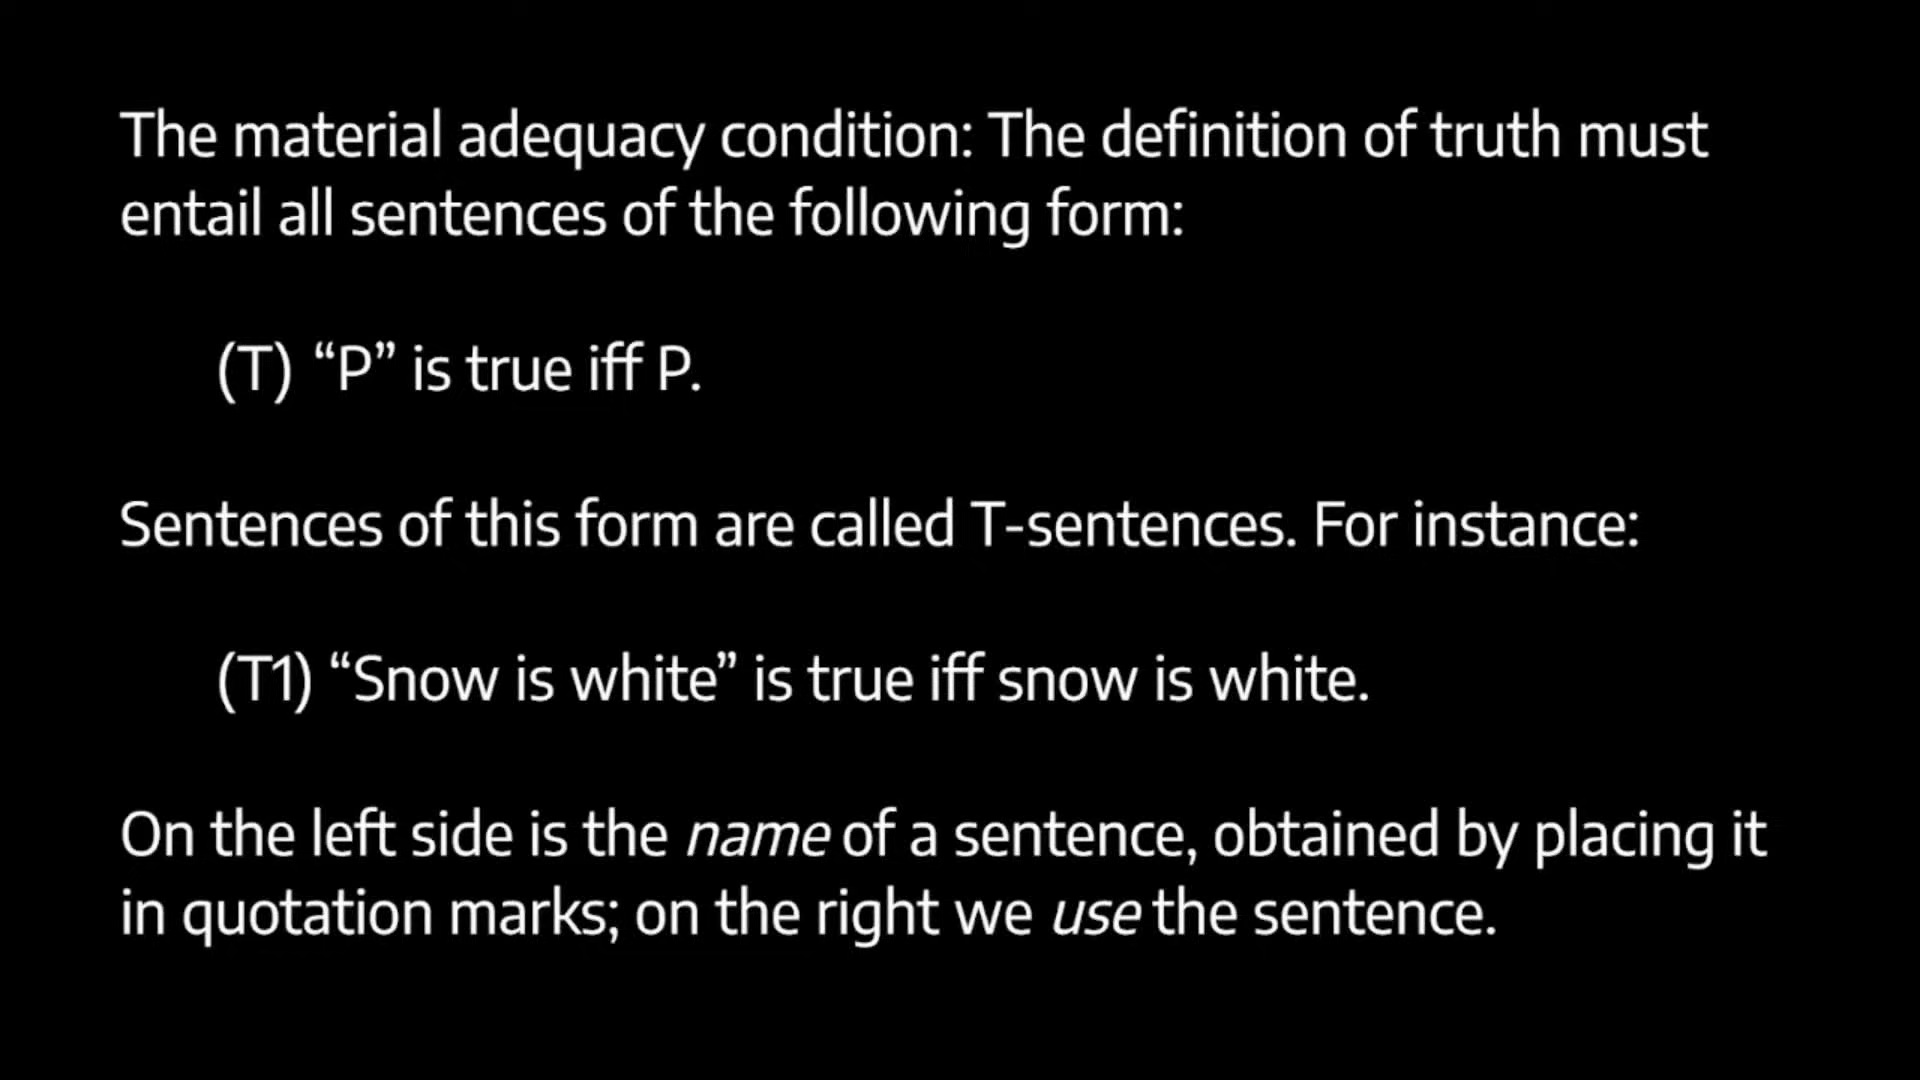 The material adequacy condition: The definition of truth must
entail all sentences of the following form:
(T) “P” is true iff P.
Sentences of this form are called T-sentences. For instance:
(T1) “Snow is white” is true iff snow is white.
On the left side is the name of a sentence, obtained by placing it
in quotation marks; on the right we use the sentence.